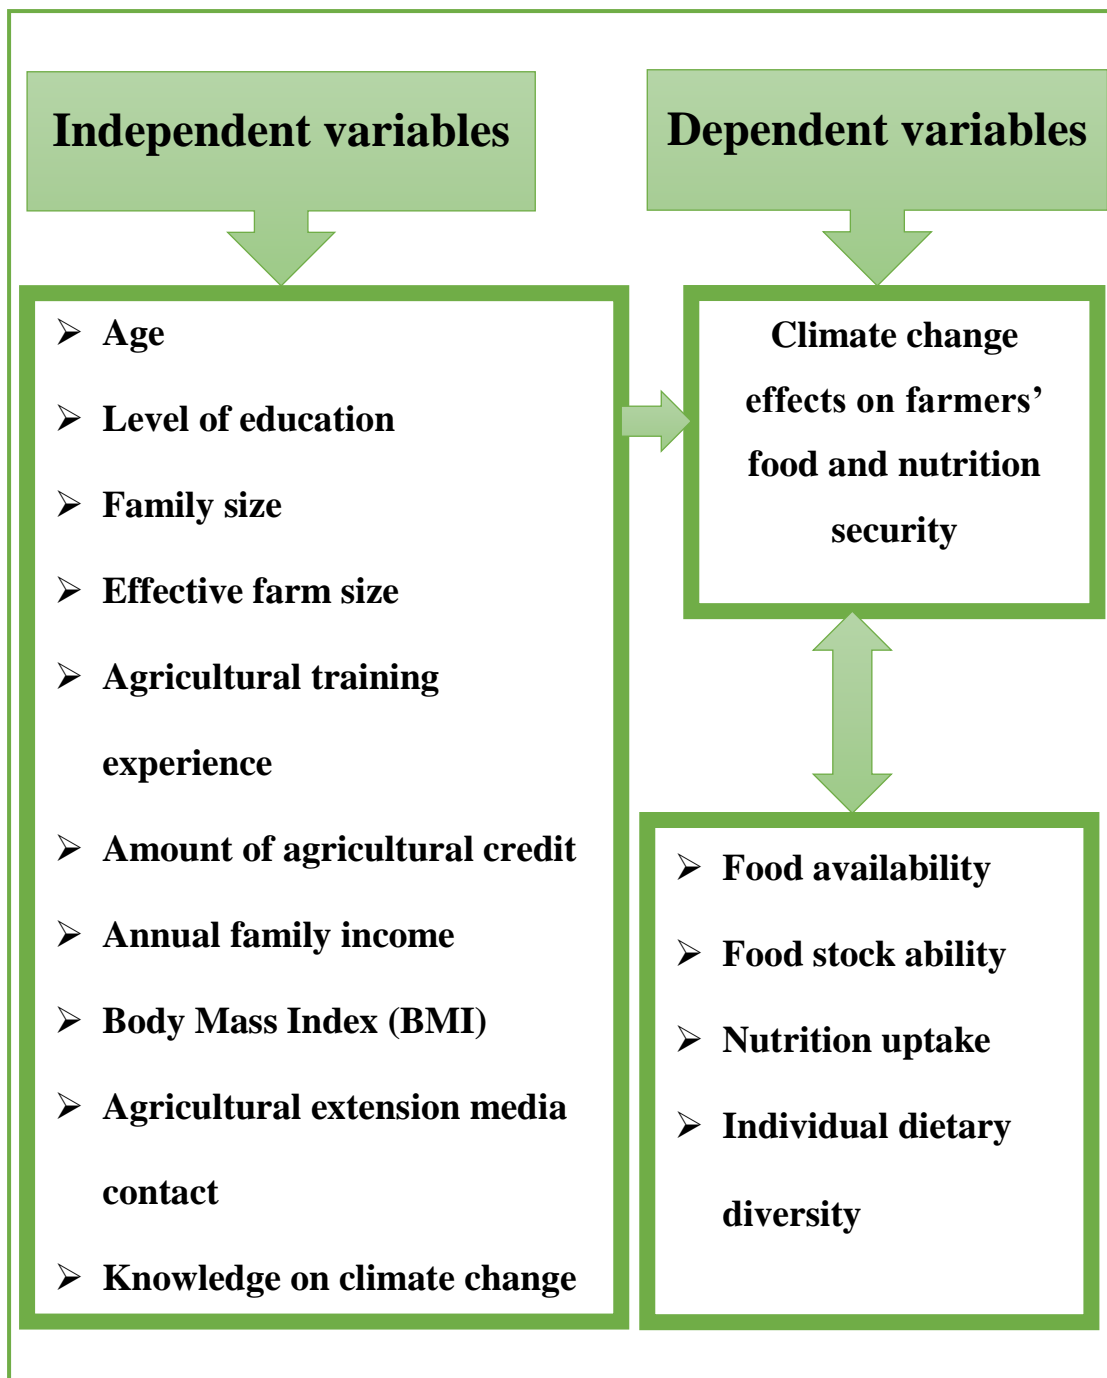 Independent variables
➢ Age
➢ Level of education
➢ Family size
➢ Effective farm size
➢ Agricultural training
experience
➢ Amount of agricultural credit
➢ Annual family income
➢ Body Mass Index (BMI)
➢ Agricultural extension media
contact
➢ Knowledge on climate change
Dependent variables
Climate change
effects on farmers’
food and nutrition
security
➢ Food availability
➢ Food stock ability
➢ Nutrition uptake
➢ Individual dietary
diversity